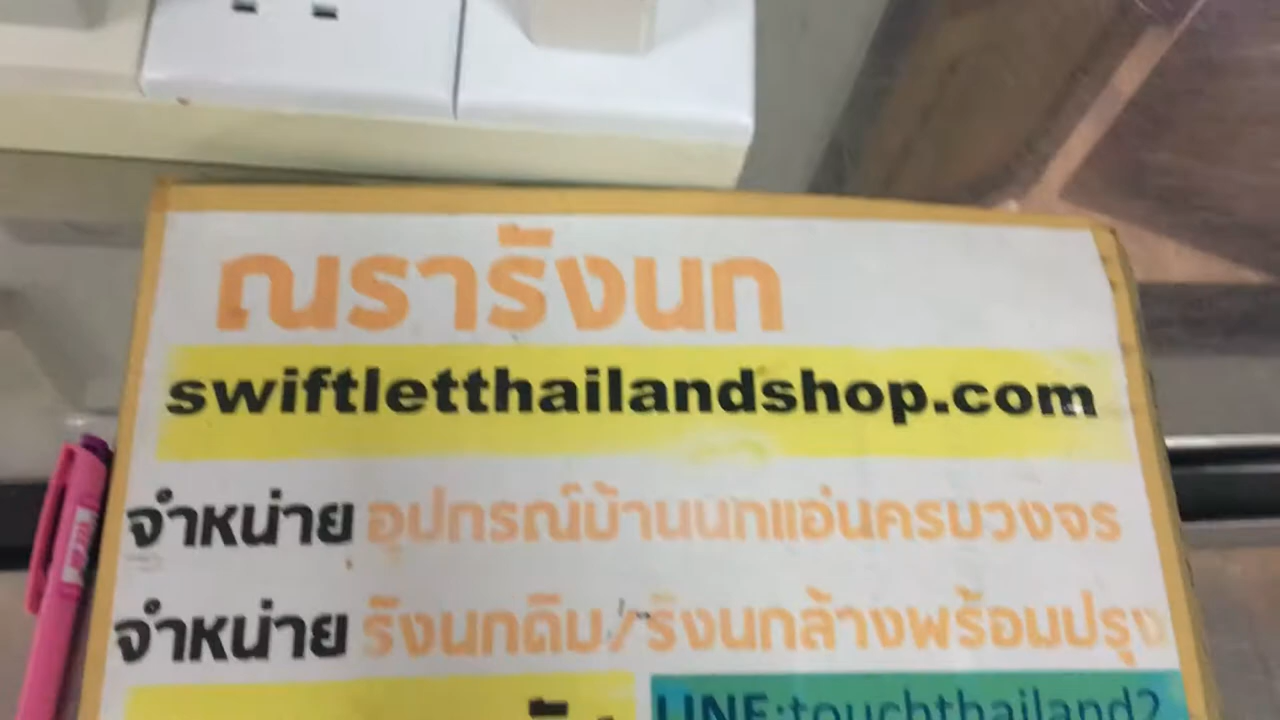 ณรารังนก
swiftletthailandshop.com
จำหน่าย อุปกรณ์บ้านนกแอ่นครบวงจร
จำหน่าย รังนกดิบ/รังนกล้างพร้อมปรุง
LINE:touchthailand2